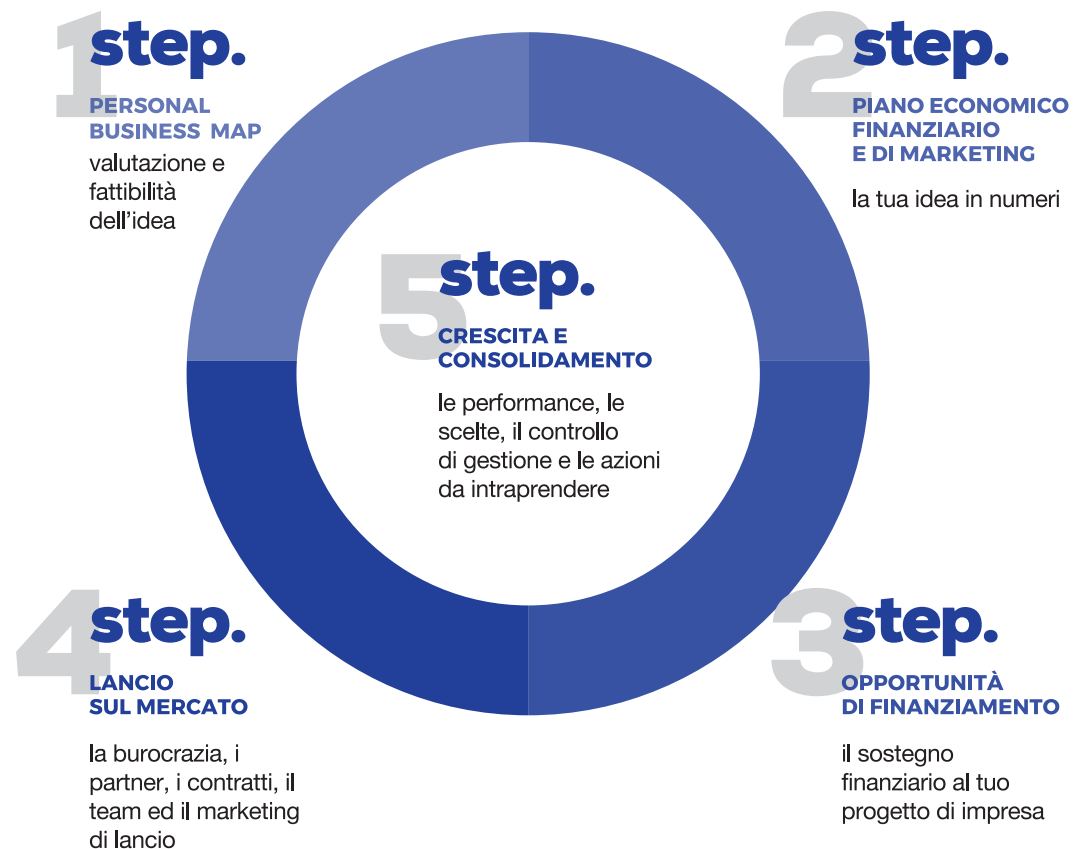 1 step.
PERSONAL
BUSINESS MAP
valutazione e
fattibilità
dell’idea
2 step.
PIANO ECONOMICO
FINANZIARIO
E DI MARKETING
la tua idea in numeri
5 step.
CRESCITA E
CONSOLIDAMENTO
le performance, le
scelte, il controllo
di gestione e le azioni
da intraprendere
4 step.
LANCIO
SUL MERCATO
la burocrazia, i
partner, i contratti, il
team ed il marketing
di lancio
3 step.
OPPORTUNITÀ
DI FINANZIAMENTO
il sostegno
finanziario al tuo
progetto di impresa